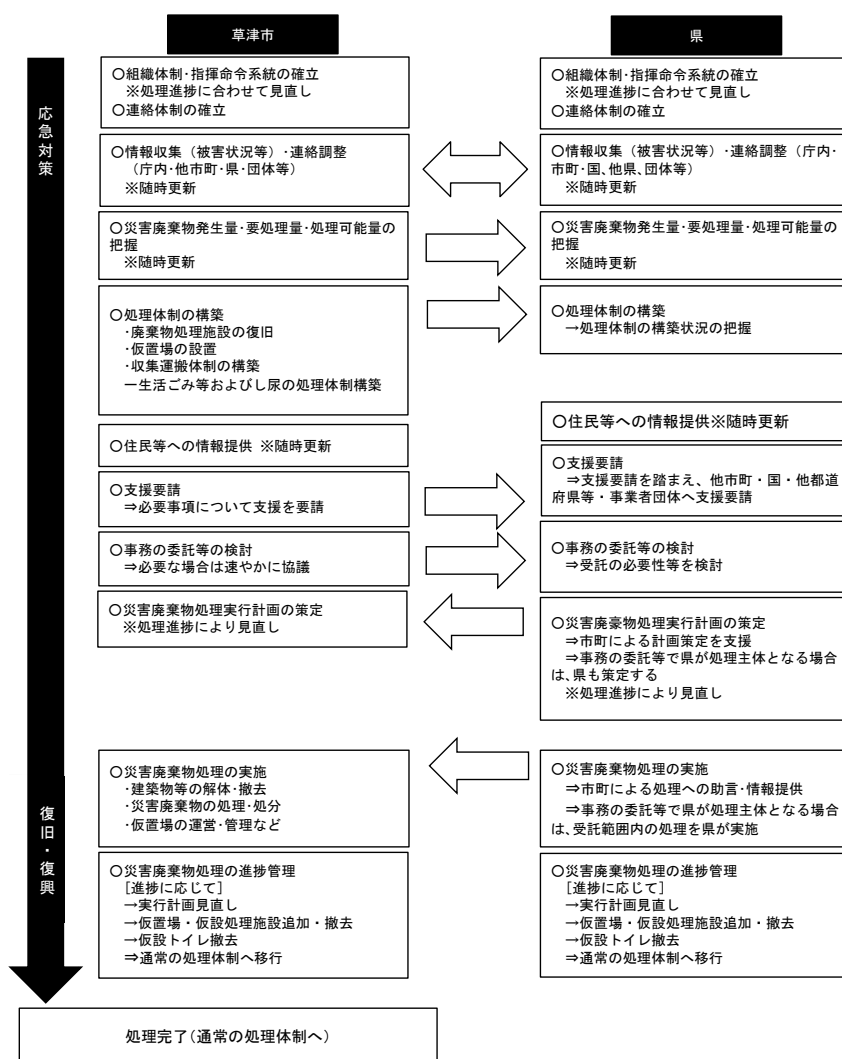 草津市
県
応急対策
〇組織体制・指揮命令系統の確立
※処理進捗に合わせて見直し
〇連絡体制の確立
〇組織体制・指揮命令系統の確立
※処理進捗に合わせて見直し
〇連絡体制の確立
〇情報収集（被害状況等）・連絡調整
（庁内・他市町・県・団体等）
※随時更新
〇情報収集（被害状況等）・連絡調整（庁内・
市町・国、他県、団体等）
※随時更新
〇災害廃棄物発生量・要処理量・処理可能量の
把握
※随時更新
〇災害廃棄物発生量・要処理量・処理可能量の
把握
※随時更新
〇処理体制の構築
・廃棄物処理施設の復旧
・仮置場の設置
・収集運搬体制の構築
ー生活ごみ等およびし尿の処理体制構築
〇処理体制の構築
→処理体制の構築状況の把握
〇住民等への情報提供 ※随時更新
〇住民等への情報提供※随時更新
〇支援要請
⇒必要事項について支援を要請
〇支援要請
⇒支援要請を踏まえ、他市町・国・他都道
府県等・事業者団体へ支援要請
〇事務の委託等の検討
⇒必要な場合は速やかに協議
〇事務の委託等の検討
⇒受託の必要性等を検討
〇災害廃棄物処理実行計画の策定
※処理進捗により見直し
〇災害廃豪物処理実行計画の策定
⇒市町による計画策定を支援
⇒事務の委託等で県が処理主体となる場合
は、県も策定する
※処理進捗により見直し
復旧・復興
〇災害廃棄物処理の実施
・建築物等の解体・撤去
・災害廃棄物の処理・処分
・仮置場の運営・管理など
〇災害廃棄物処理の実施
⇒市町による処理への助言・情報提供
⇒事務の委託等で県が処理主体となる場合
は、受託範囲内の処理を県が実施
〇災害廃棄物処理の進捗管理
［進捗に応じて］
→実行計画見直し
→仮置場・仮設処理施設追加・撤去
→仮設トイレ撤去
⇒通常の処理体制へ移行
〇災害廃棄物処理の進捗管理
［進捗に応じて］
→実行計画見直し
→仮置場・仮設処理施設追加・撤去
→仮設トイレ撤去
⇒通常の処理体制へ移行
処理完了（通常の処理体制へ）